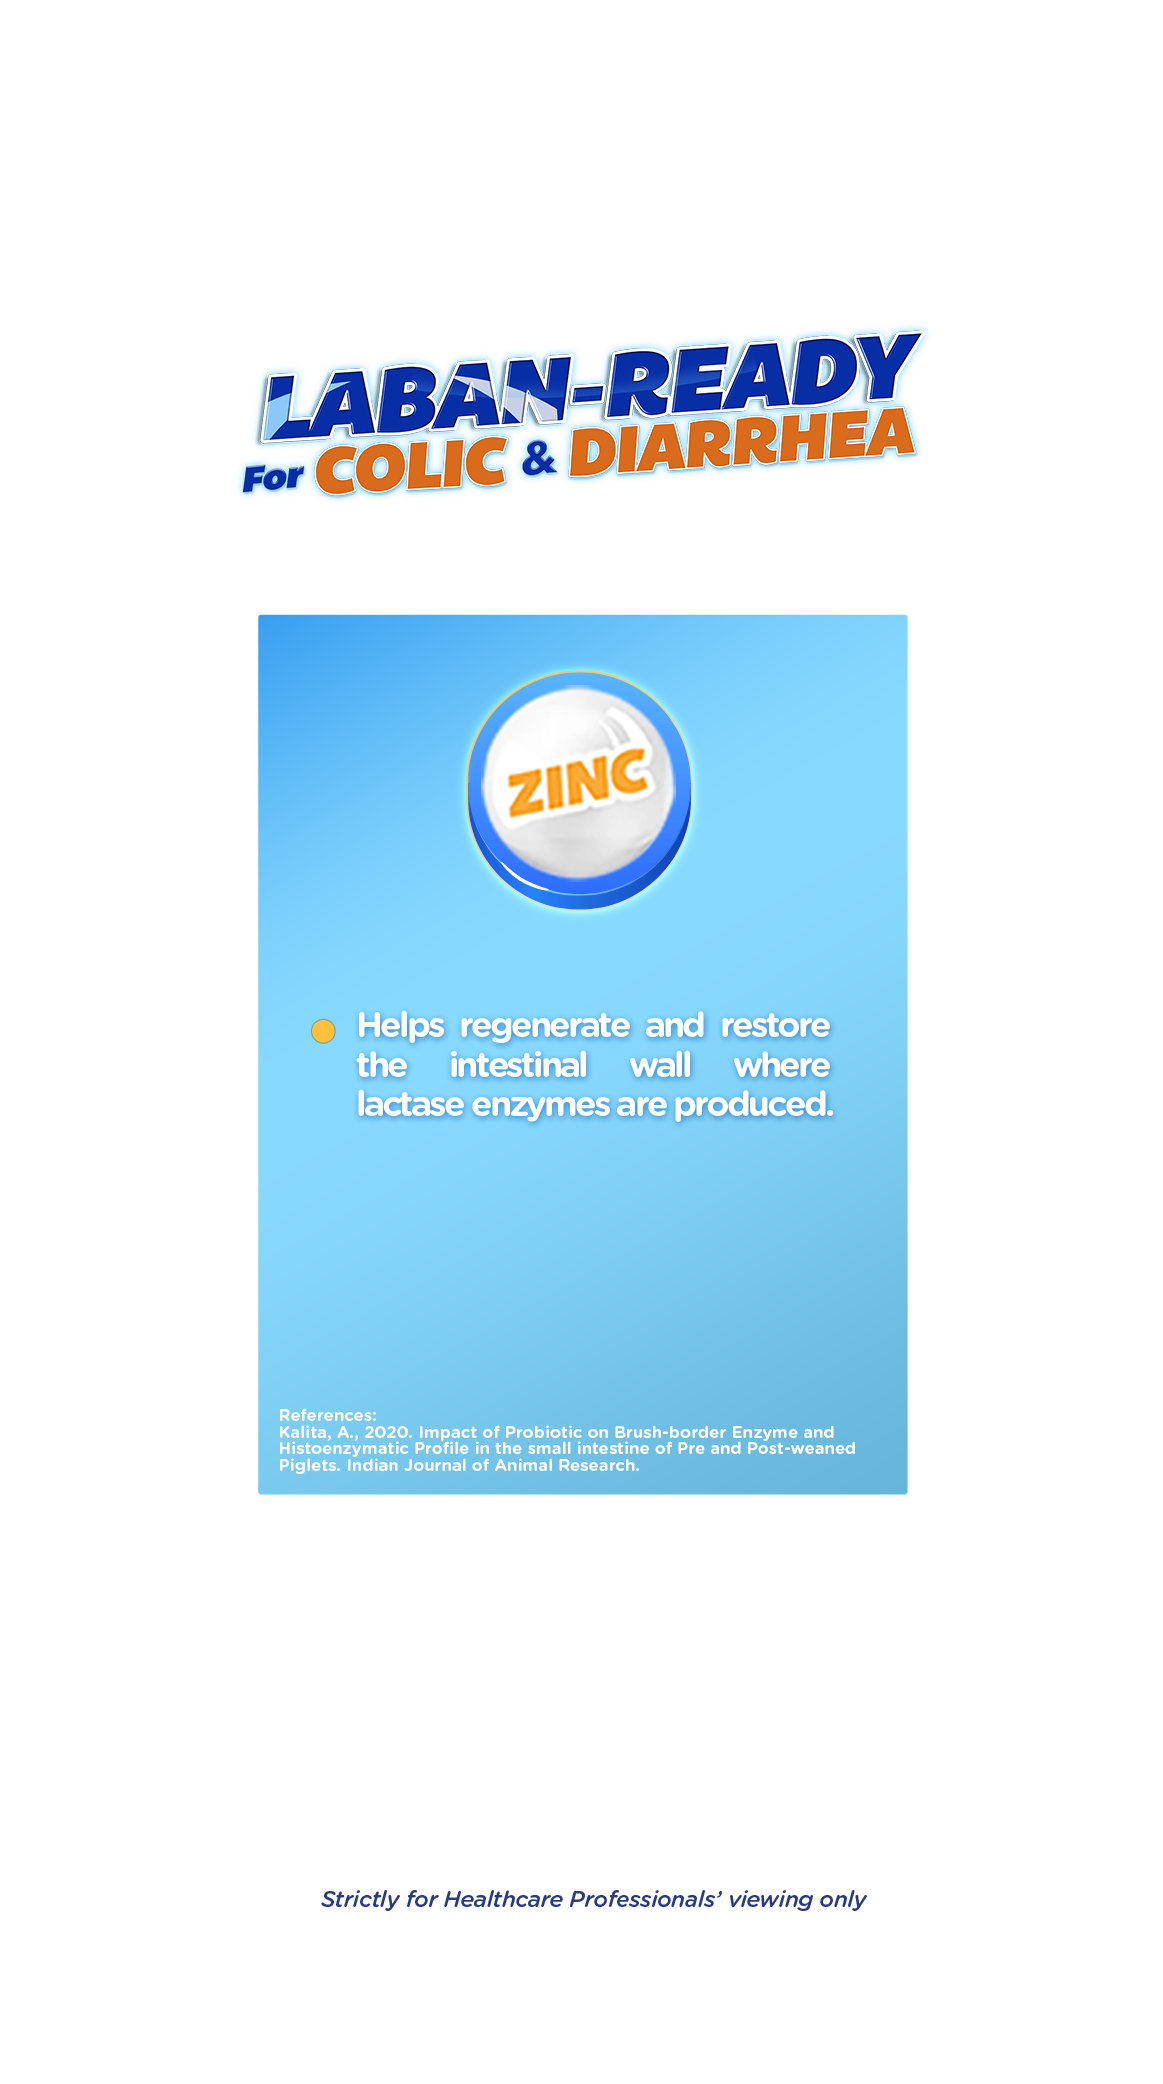 LABAN-READY
For COLIC & DIARRHEA
ZINC
Helps regenerate and restore
the intestinal wall where
lactase enzymes are produced.
References:
Kalita, A., 2020. Impact of Probiotic on Brush-border Enzyme and
Histoenzymatic Profile in the small intestine of Pre and Post-weaned
Piglets. Indian Journal of Animal Research.
Strictly for Healthcare Professionals’ viewing only